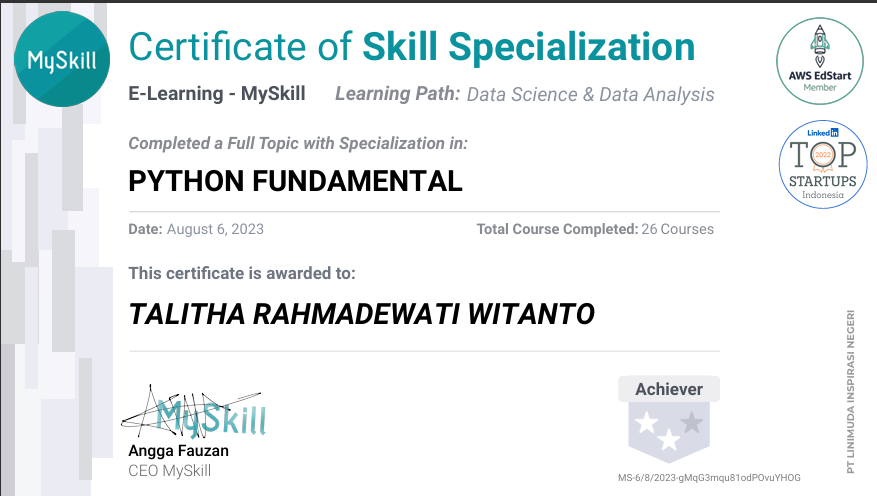 MySkill
Certificate of Skill Specialization
E-Learning - MySkill Learning Path: Data Science & Data Analysis
AWS EdStart
Member
Completed a Full Topic with Specialization in:
PYTHON FUNDAMENTAL
LinkedIn
TOP
2022
STARTUPS
Indonesia
Date: August 6, 2023 Total Course Completed: 26 Courses
This certificate is awarded to:
TALITHA RAHMADEWATI WITANTO
PT LINIMUDA INSPIRASI NEGERI
Achiever
MySkill
Angga Fauzan
CEO MySkill
MS-6/8/2023-gMqG3mqu81odPOvuYHOG